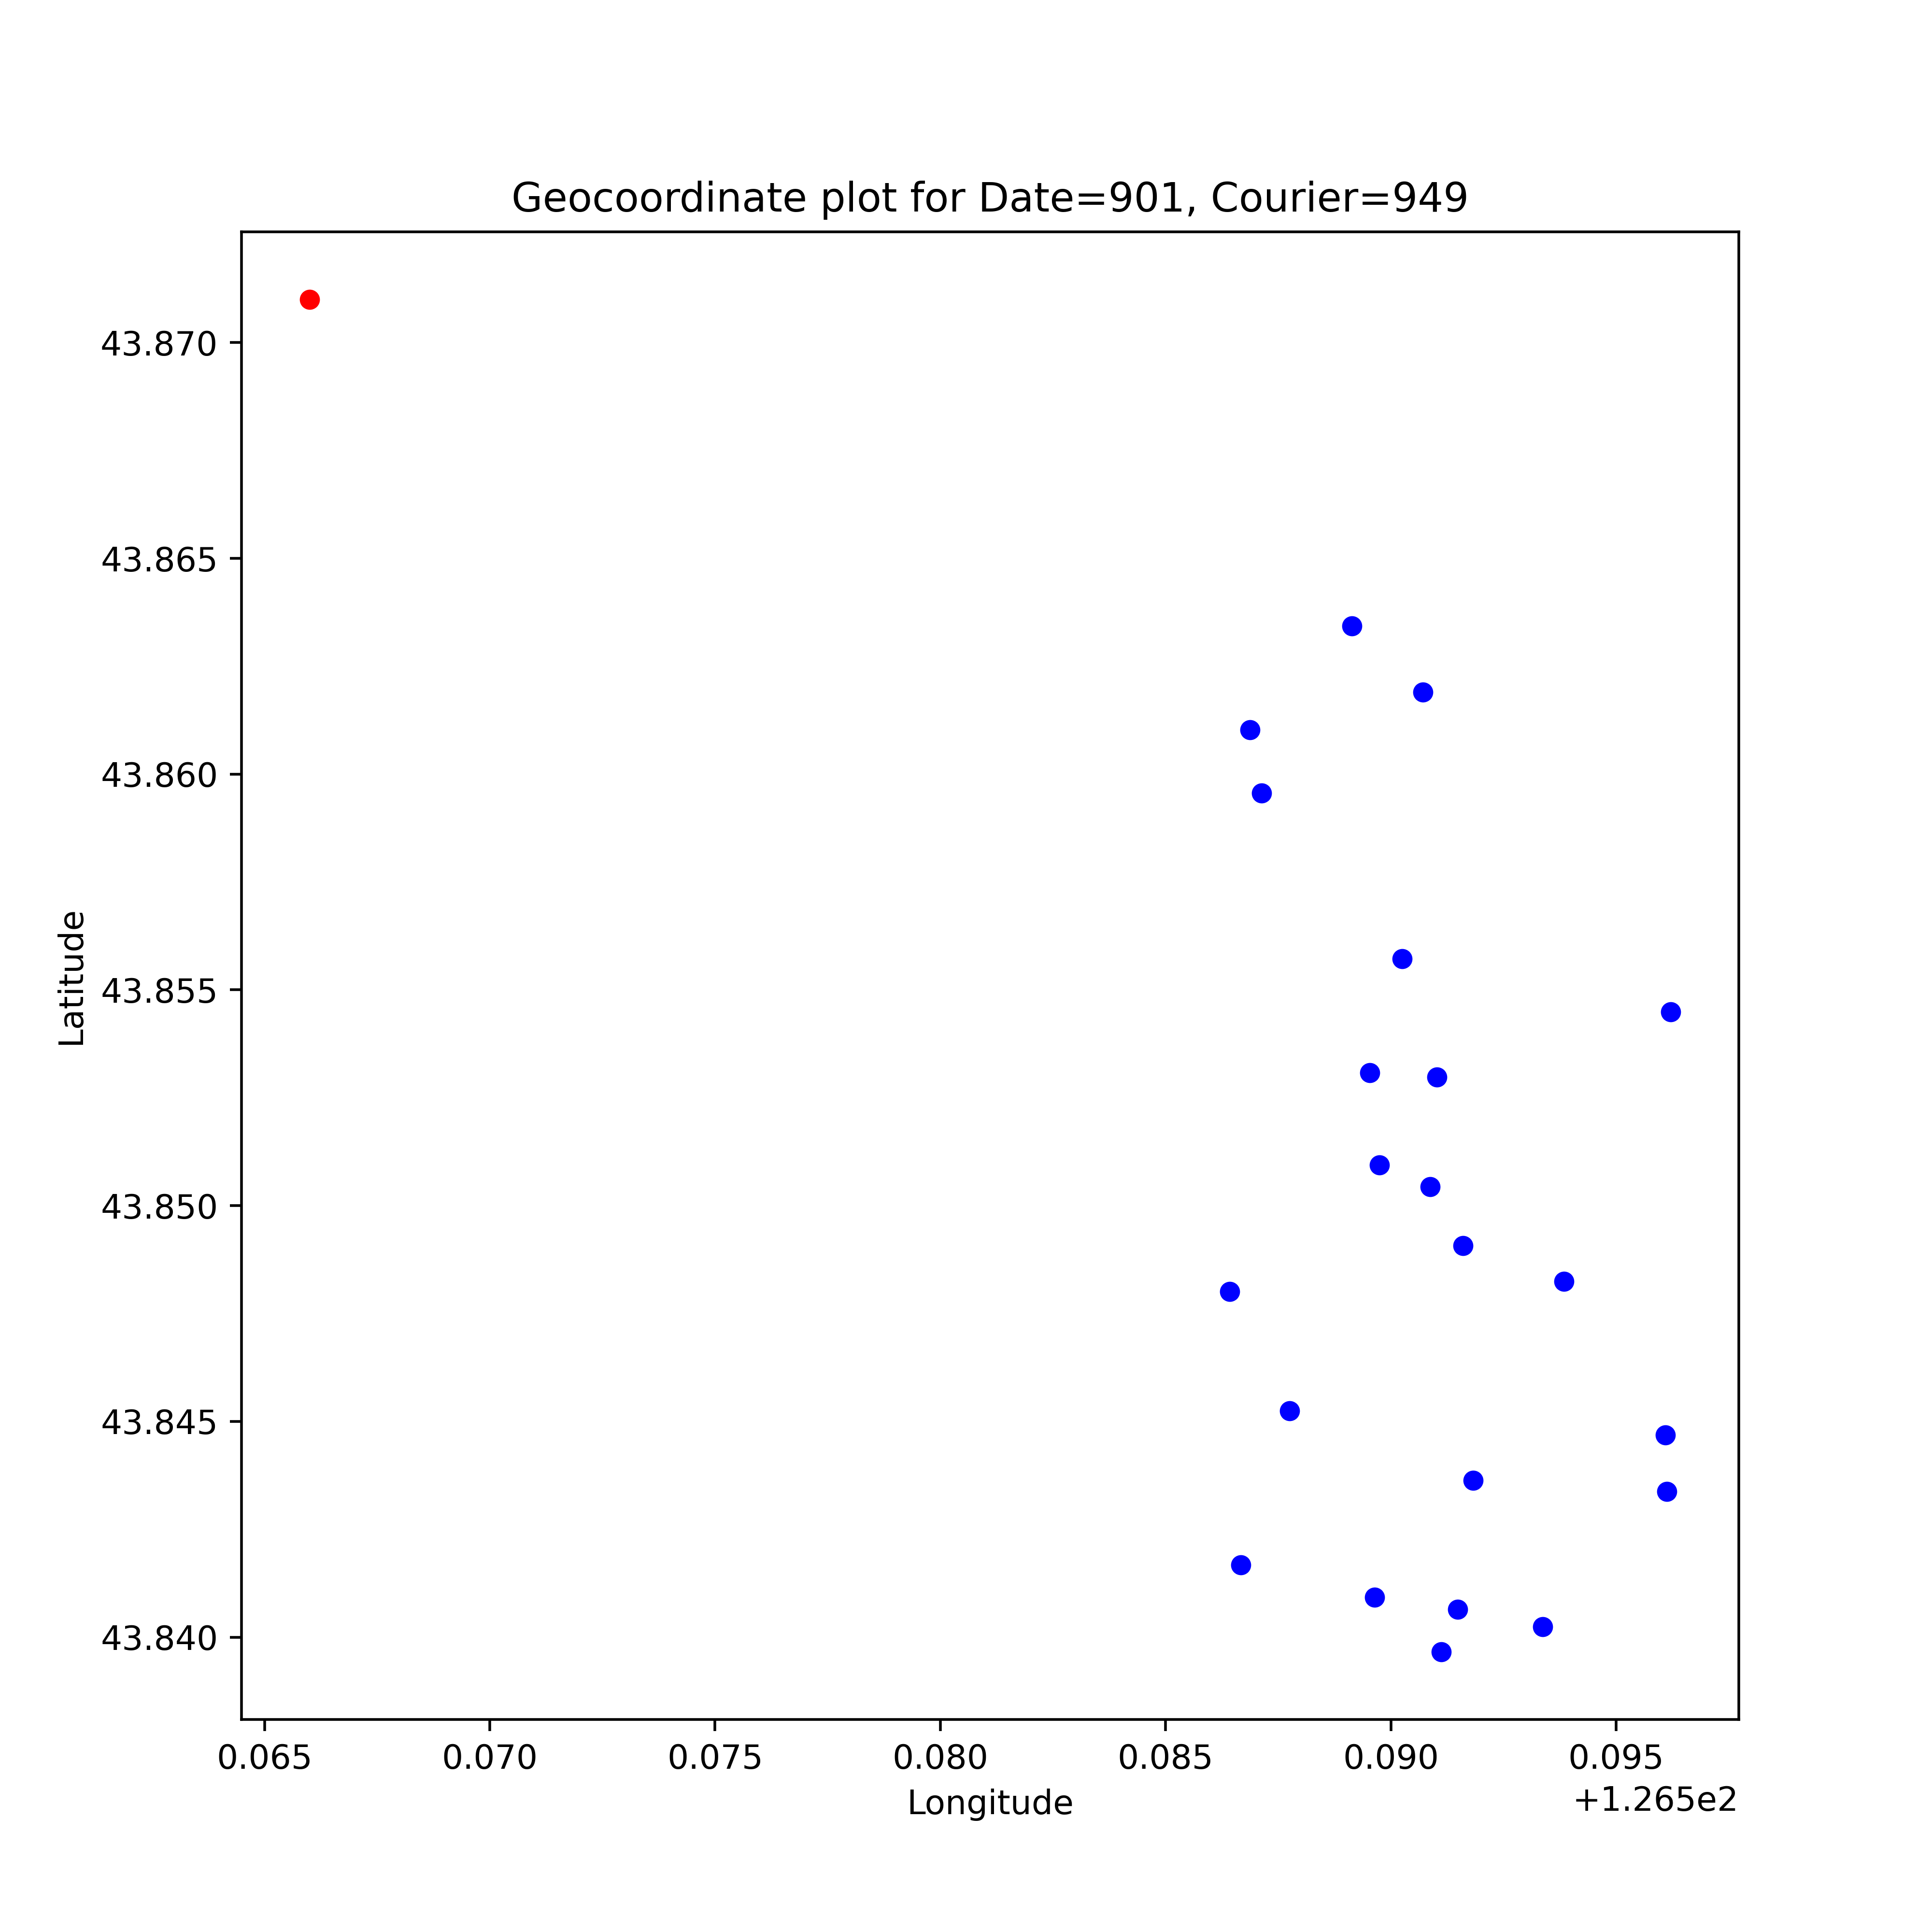 Geocoordinate plot for Date=901, Courier=949
43.870
43.865
43.860
43.855
43.850
43.845
43.840
Latitude
0.065 0.070 0.075 0.080 0.085 0.090 0.095
+1.265e2
Longitude